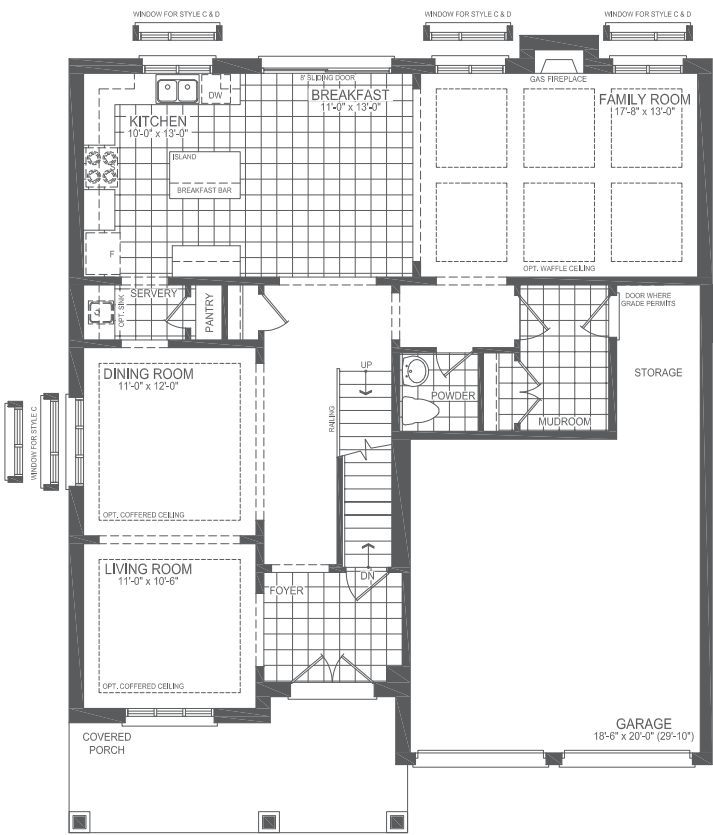 WINDOW FOR STYLE C & D
WINDOW FOR STYLE C & D
WINDOW FOR STYLE C & D
8' SLIDING DOOR
GAS FIREPLACE
DW
BREAKFAST
11'-0" x 13'-0"
FAMILY ROOM
17'-8" x 13'-0"
KITCHEN
10'-0" x 13'-0"
ISLAND
BREAKFAST BAR
F
OPT. WAFFLE CEILING
SERVERY
OPT. SINK
PANTRY
DOOR WHERE
GRADE PERMITS
STORAGE
UP
DINING ROOM
11'-0" x 12'-0"
POWDER
RAILING
MUDROOM
WINDOW FOR STYLE C
OPT. COFFERED CEILING
LIVING ROOM
11'-0" x 10'-6"
DN
FOYER
OPT. COFFERED CEILING
GARAGE
18'-6" x 20'-0" (29'-10")
COVERED
PORCH